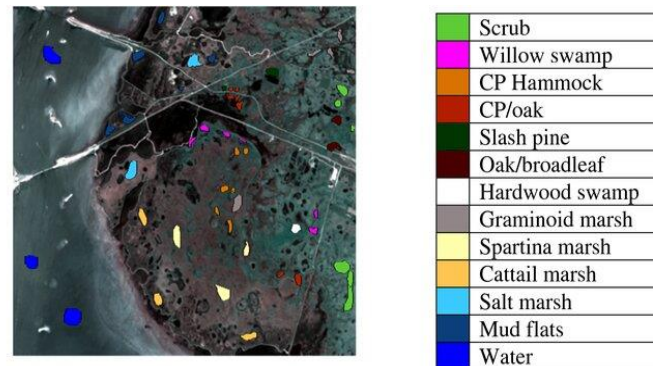 Scrub
Willow swamp
CP Hammock
CP/oak
Slash pine
Oak/broadleaf
Hardwood swamp
Graminoid marsh
Spartina marsh
Cattail marsh
Salt marsh
Mud flats
Water